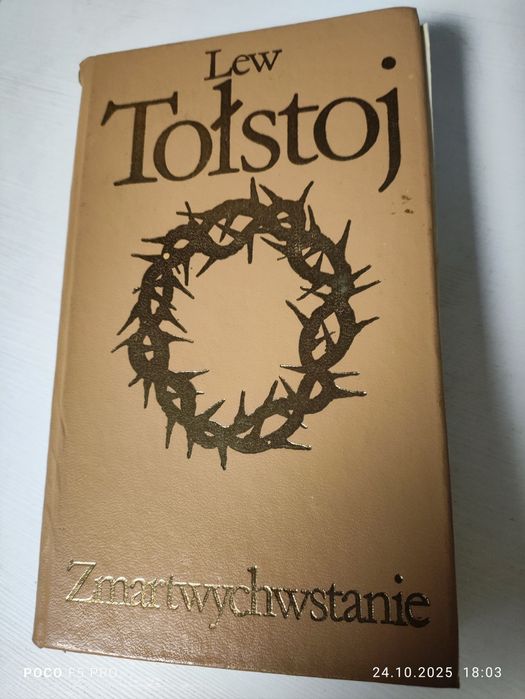 Lew
Tołstoj
Zmartwychwstanie
POCO F5 PRO
24.10.2025 18:03